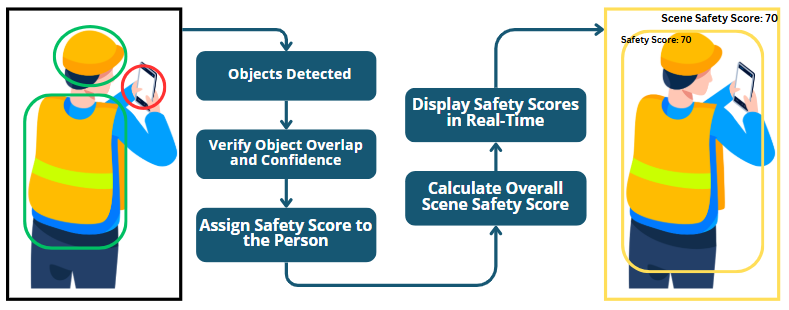 Objects Detected
Verify Object Overlap
and Confidence
Assign Safety Score to
the Person
Calculate Overall
Scene Safety Score
Display Safety Scores
in Real-Time
Scene Safety Score: 70
Safety Score: 70